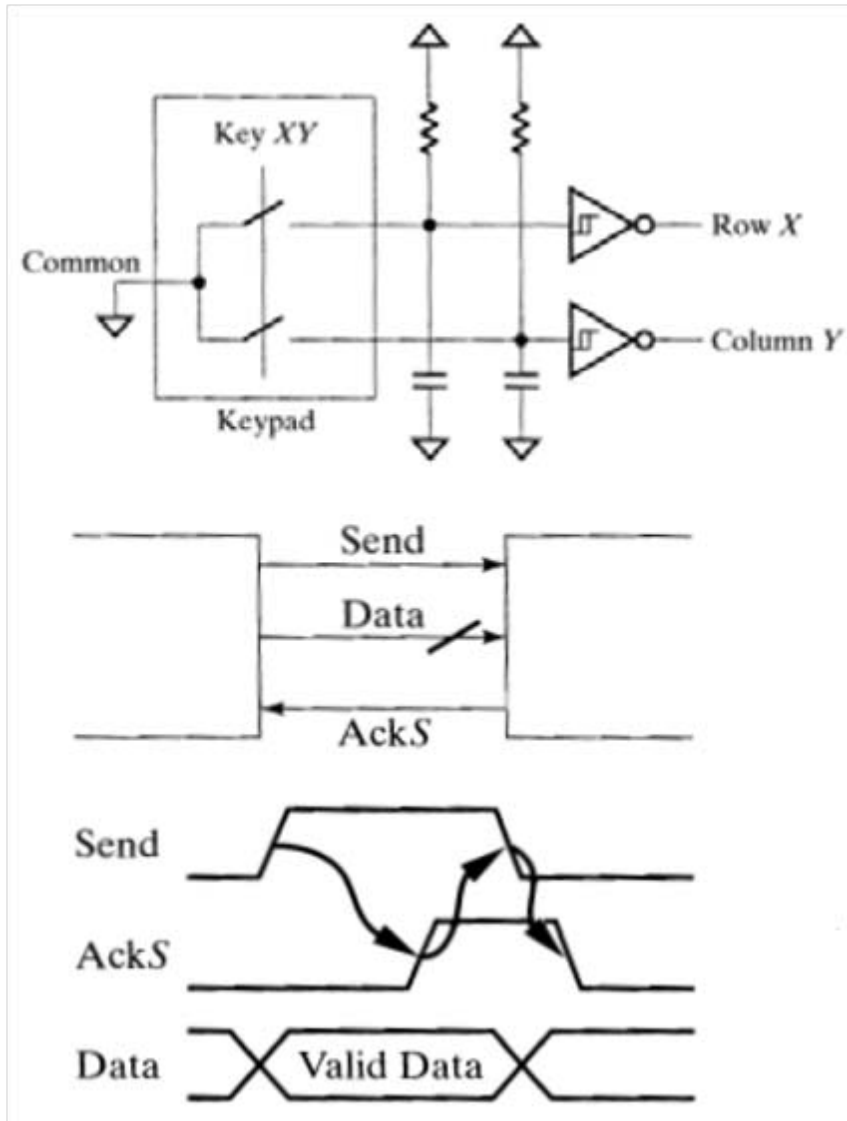 Key XY
Row X
Common
Column Y
Keypad
Send
Data
AckS
Send
AckS
Data
Valid Data